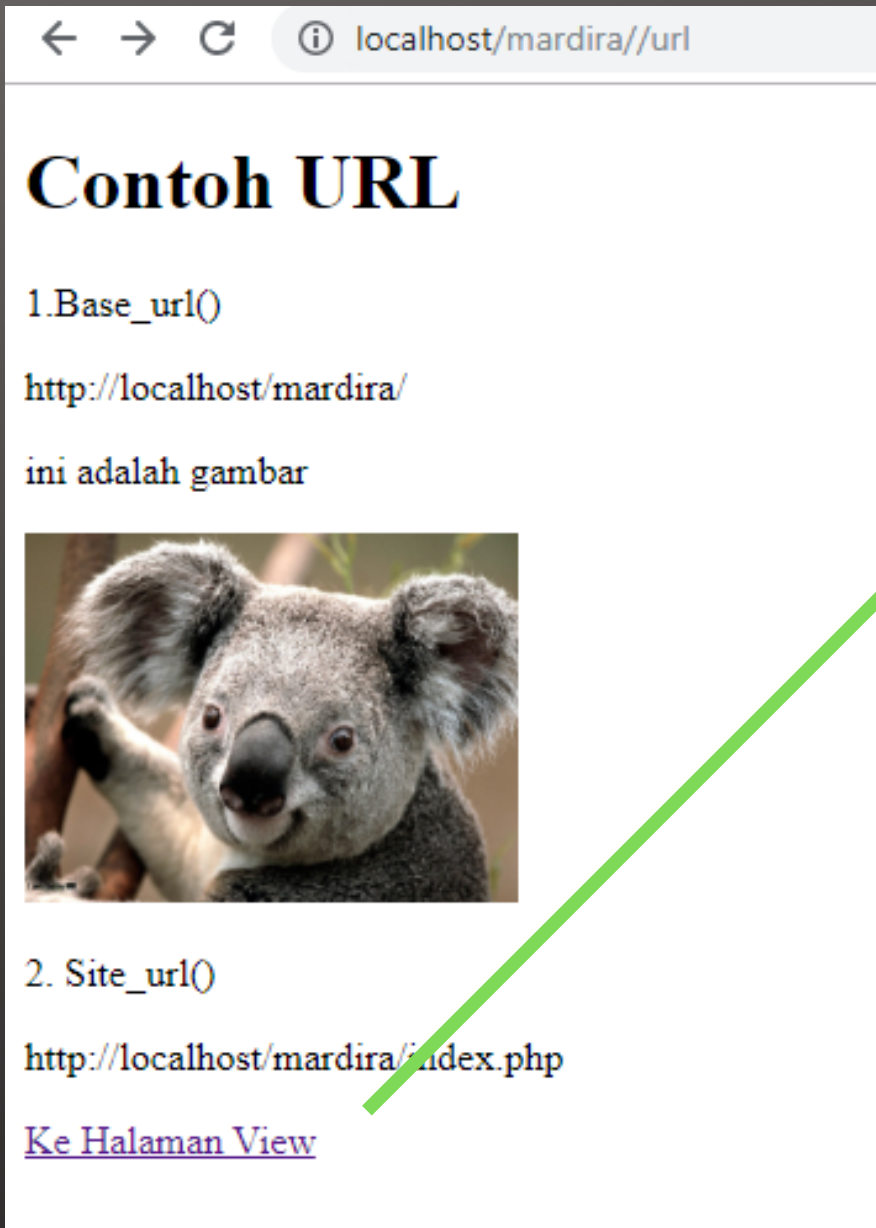 localhost/mardira//url
Contoh URL
1.Base_url()
http://localhost/mardira/
ini adalah gambar
2. Site_url()
http://localhost/mardira/index.php
Ke Halaman View